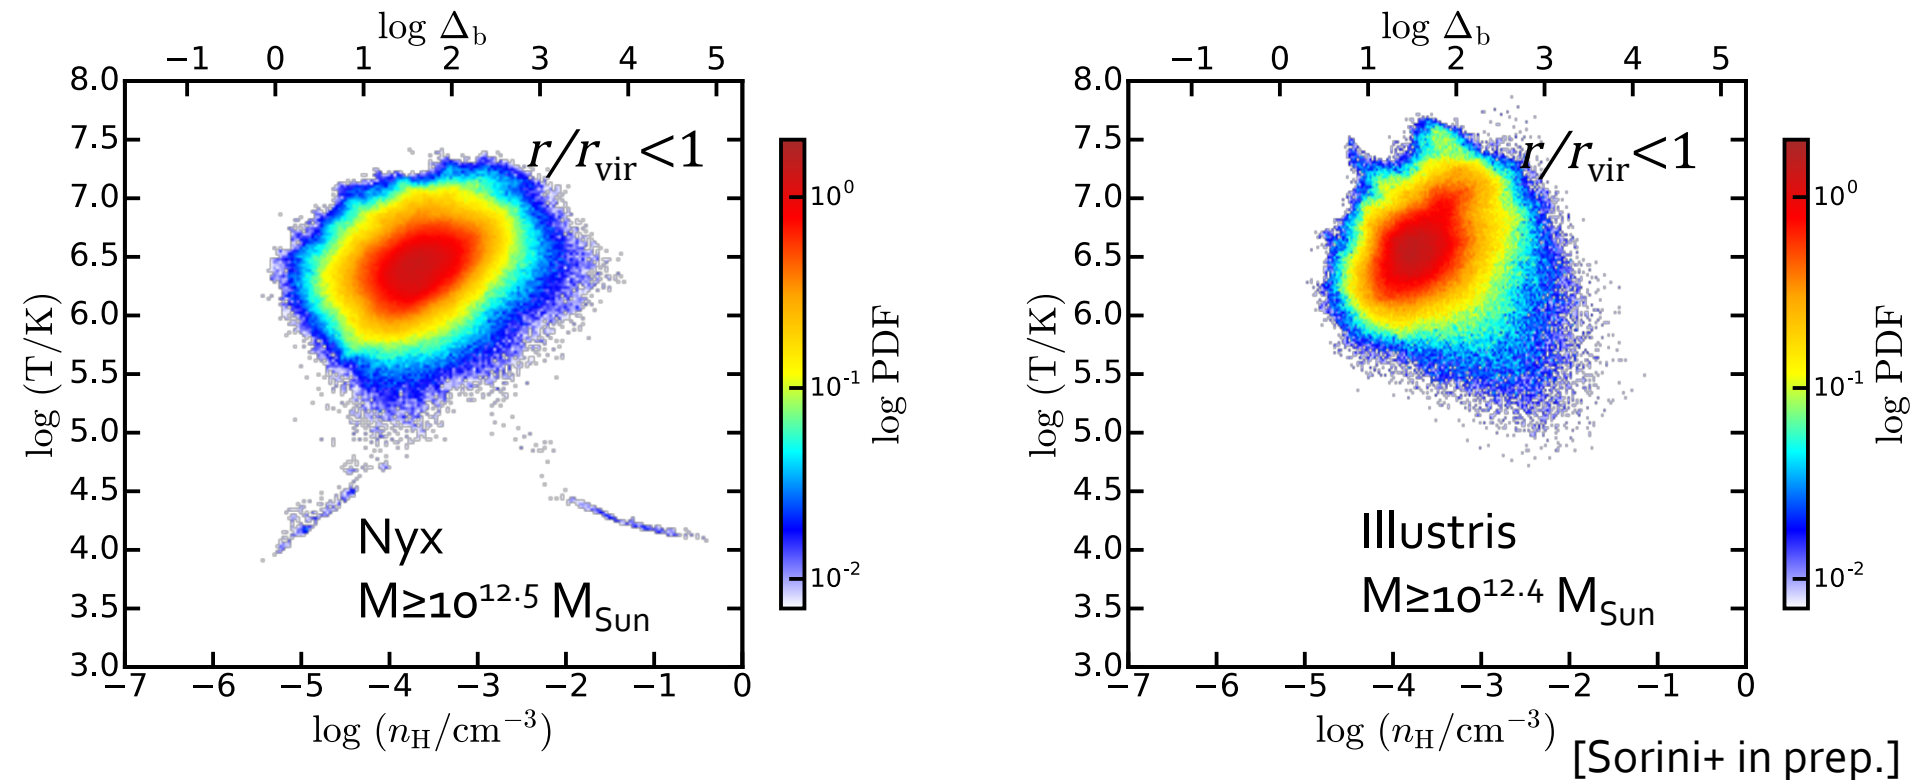 log Δb
−1 0 1 2 3 4 5
8.0
7.5
7.0
6.5
6.0
5.5
5.0
4.5
4.0
3.5
3.0
log (T/K)
r/rvir<1
Nyx
M≥10^12.5 MSun
−7 −6 −5 −4 −3 −2 −1 0
log (nH/cm−3)
10^0
10^-1
10^-2
log PDF
log Δb
−1 0 1 2 3 4 5
8.0
7.5
7.0
6.5
6.0
5.5
5.0
4.5
4.0
3.5
3.0
log (T/K)
r/rvir<1
Illustris
M≥10^12.4 MSun
−7 −6 −5 −4 −3 −2 −1 0
log (nH/cm−3)
10^0
10^-1
10^-2
log PDF
[Sorini+ in prep.]